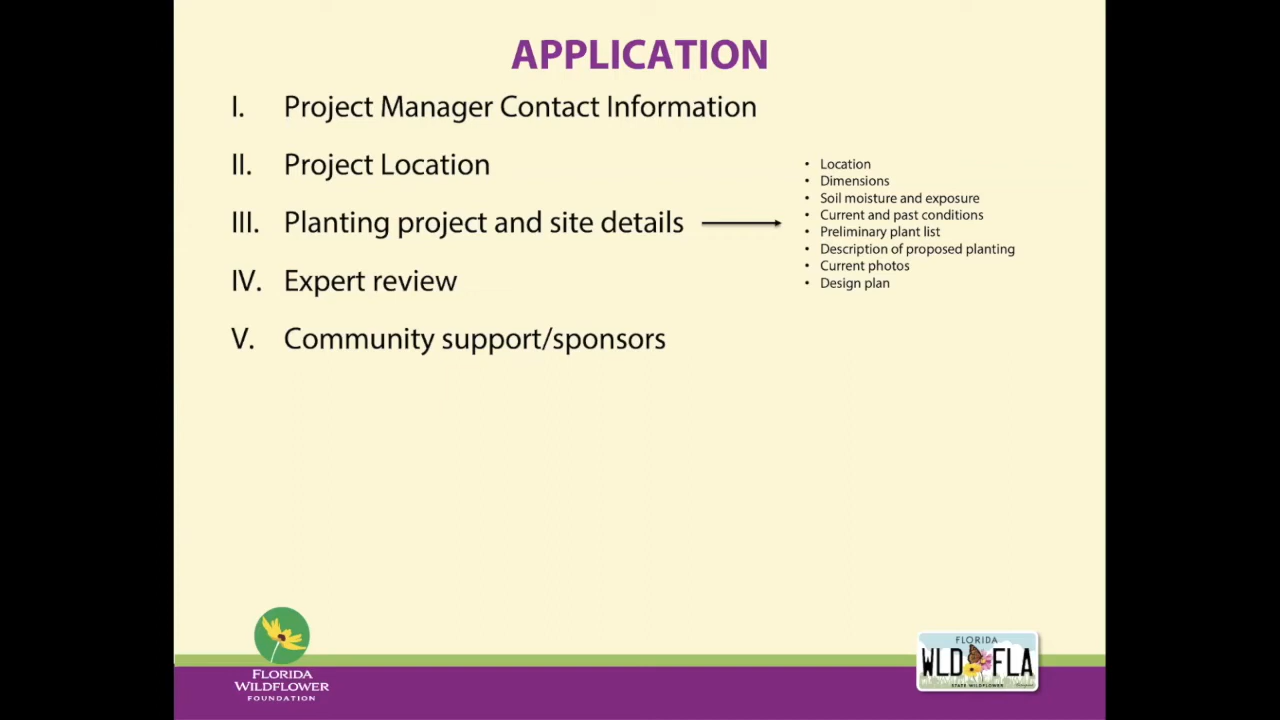 APPLICATION
I. Project Manager Contact Information
II. Project Location
III. Planting project and site details
• Location
• Dimensions
• Soil moisture and exposure
• Current and past conditions
• Preliminary plant list
• Description of proposed planting
• Current photos
• Design plan
IV. Expert review
V. Community support/sponsors
FLORIDA
WILDFLOWER
FOUNDATION
FLORIDA
WLD FLA
STATE WILDFLOWER